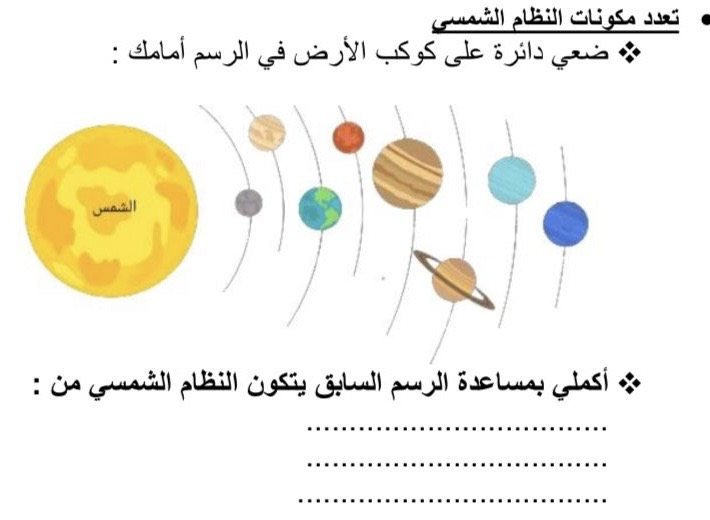 • تعدد مكونات النظام الشمسي
❖ ضعي دائرة على كوكب الأرض في الرسم أمامك :
الشمس
❖ أكملي بمساعدة الرسم السابق يتكون النظام الشمسي من :
...................................
...................................
....................................